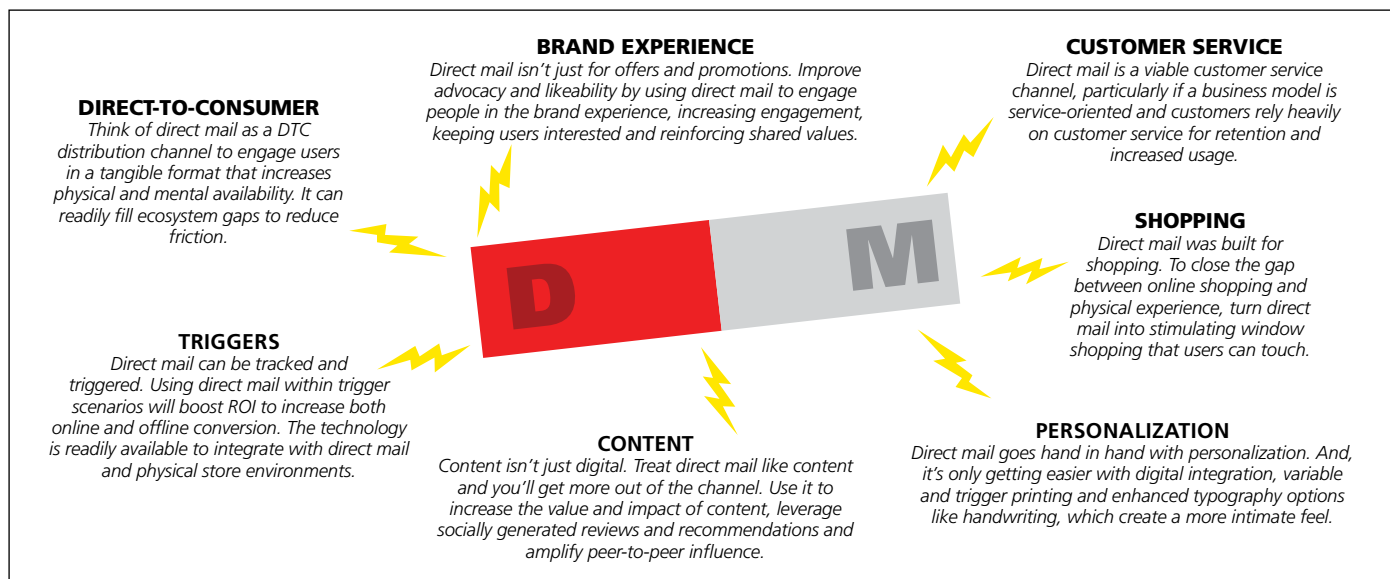 BRAND EXPERIENCE
Direct mail isn't just for offers and promotions. Improve
advocacy and likeability by using direct mail to engage
people in the brand experience, increasing engagement,
keeping users interested and reinforcing shared values.
CUSTOMER SERVICE
Direct mail is a viable customer service
channel, particularly if a business model is
service-oriented and customers rely heavily
on customer service for retention and
increased usage.
DIRECT-TO-CONSUMER
Think of direct mail as a DTC
distribution channel to engage users
in a tangible format that increases
physical and mental availability. It can
readily fill ecosystem gaps to reduce
friction.
D
M
SHOPPING
Direct mail was built for
shopping. To close the gap
between online shopping and
physical experience, turn direct
mail into stimulating window
shopping that users can touch.
TRIGGERS
Direct mail can be tracked and
triggered. Using direct mail within trigger
scenarios will boost ROI to increase both
online and offline conversion. The technology
is readily available to integrate with direct mail
and physical store environments.
CONTENT
Content isn't just digital. Treat direct mail like content
and you'll get more out of the channel. Use it to
increase the value and impact of content, leverage
socially generated reviews and recommendations and
amplify peer-to-peer influence.
PERSONALIZATION
Direct mail goes hand in hand with personalization. And,
it's only getting easier with digital integration, variable
and trigger printing and enhanced typography options
like handwriting, which create a more intimate feel.